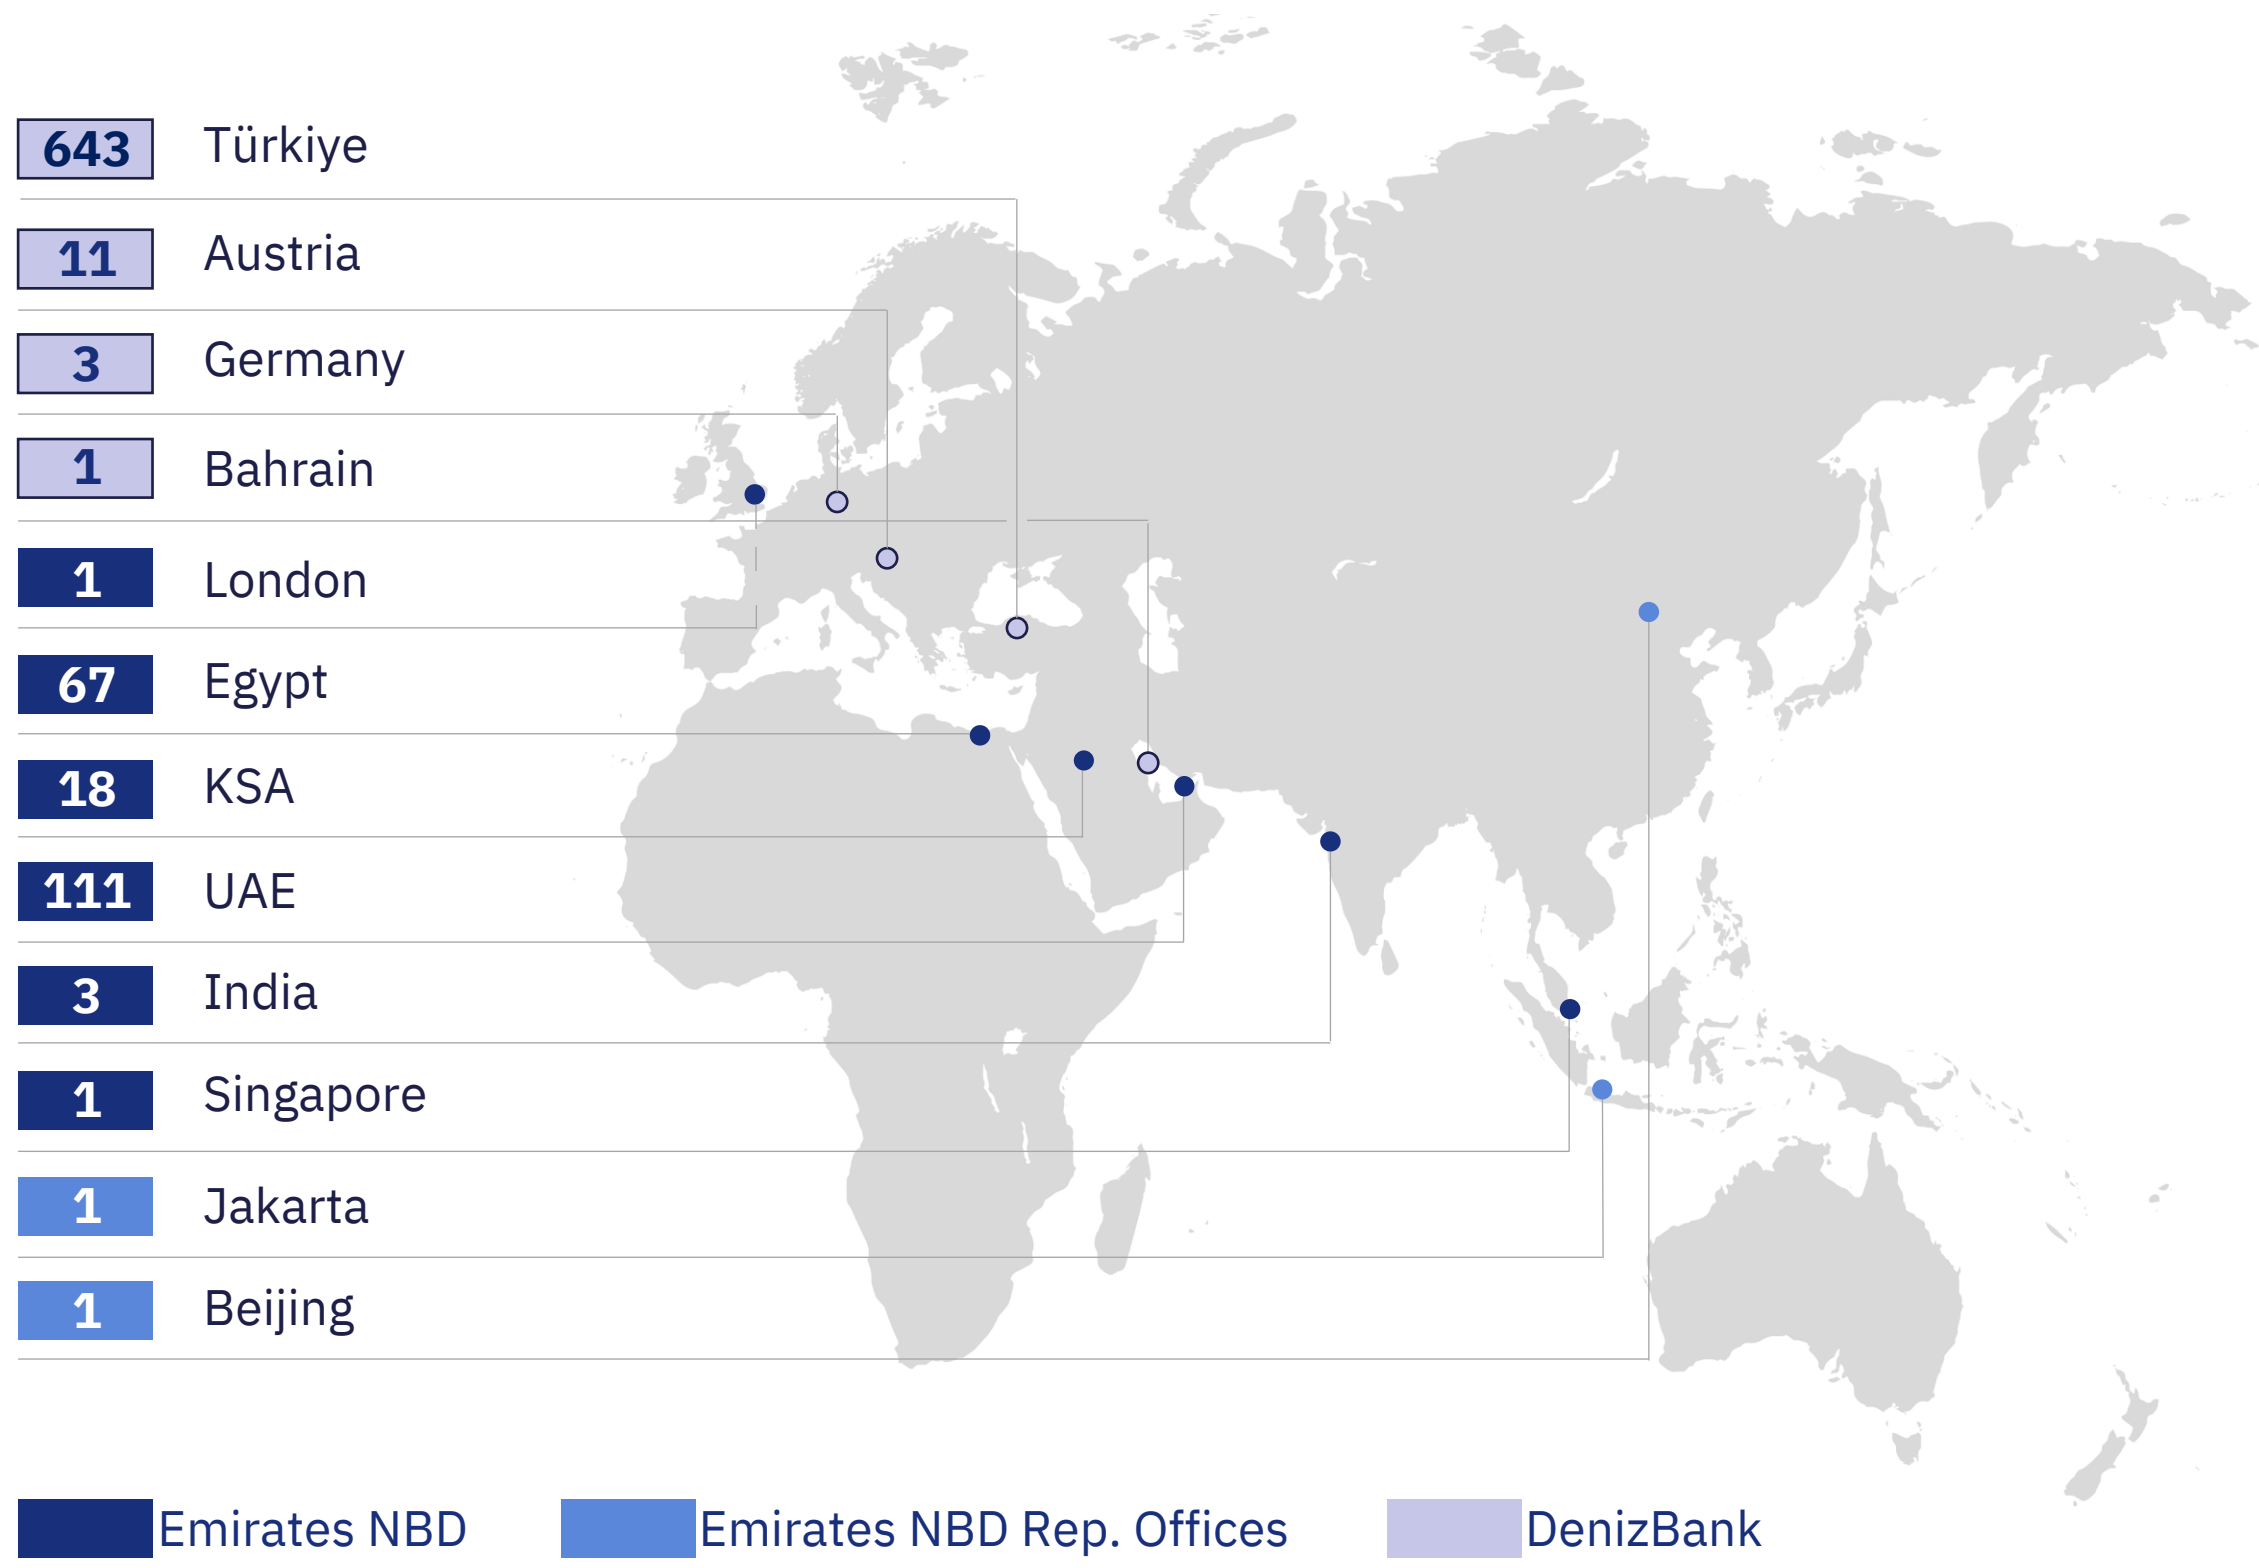 643 Türkiye
11 Austria
3 Germany
1 Bahrain
1 London
67 Egypt
18 KSA
111 UAE
3 India
1 Singapore
1 Jakarta
1 Beijing
Emirates NBD Emirates NBD Rep. Offices DenizBank